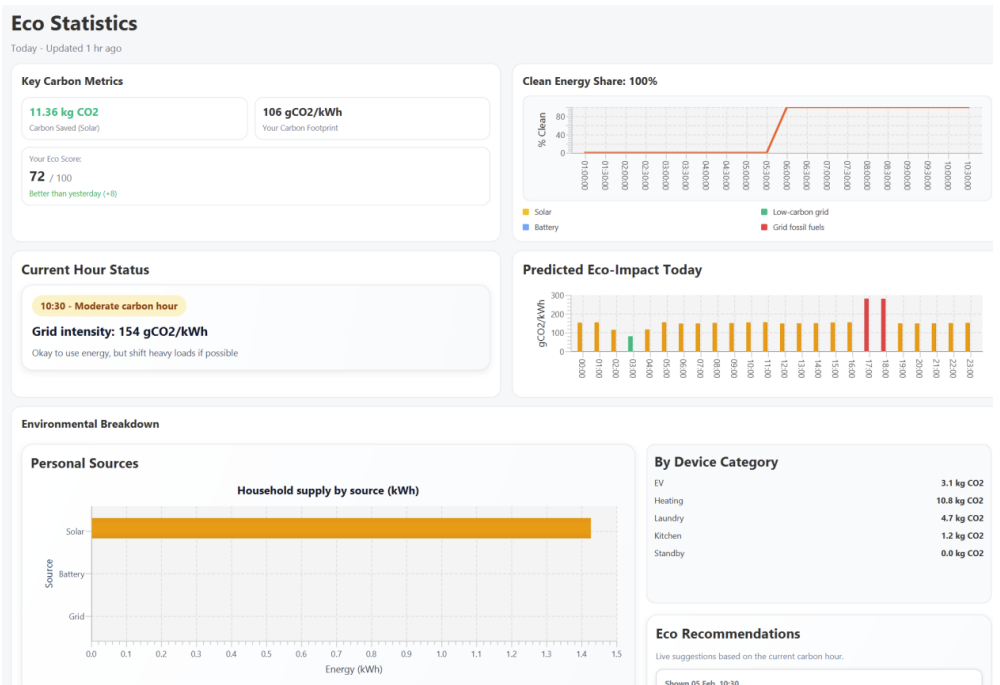 Eco Statistics
Today - Updated 1 hr ago
Key Carbon Metrics
11.36 kg CO2
Carbon Saved (Solar)
106 gCO2/kWh
Your Carbon Footprint
Your Eco Score:
72 / 100
Better than yesterday (+8)
Clean Energy Share: 100%
% Clean
80
40
0
01:00:00
01:30:00
02:00:00
02:30:00
03:00:00
03:30:00
04:00:00
04:30:00
05:00:00
05:30:00
06:00:00
06:30:00
07:00:00
07:30:00
08:00:00
08:30:00
09:00:00
09:30:00
10:00:00
10:30:00
Solar
Low-carbon grid
Battery
Grid fossil fuels
Current Hour Status
10:30 - Moderate carbon hour
Grid intensity: 154 gCO2/kWh
Okay to use energy, but shift heavy loads if possible
Predicted Eco-Impact Today
gCO2/kWh
300
200
100
0
00:00
01:00
02:00
03:00
04:00
05:00
06:00
07:00
08:00
09:00
10:00
11:00
12:00
13:00
14:00
15:00
16:00
17:00
18:00
19:00
20:00
21:00
22:00
23:00
Environmental Breakdown
Personal Sources
Household supply by source (kWh)
Source
Solar
Battery
Grid
0.0 0.1 0.2 0.3 0.4 0.5 0.6 0.7 0.8 0.9 1.0 1.1 1.2 1.3 1.4 1.5
Energy (kWh)
By Device Category
EV 3.1 kg CO2
Heating 10.8 kg CO2
Laundry 4.7 kg CO2
Kitchen 1.2 kg CO2
Standby 0.0 kg CO2
Eco Recommendations
Live suggestions based on the current carbon hour.
Shown 05 Feb, 10:30